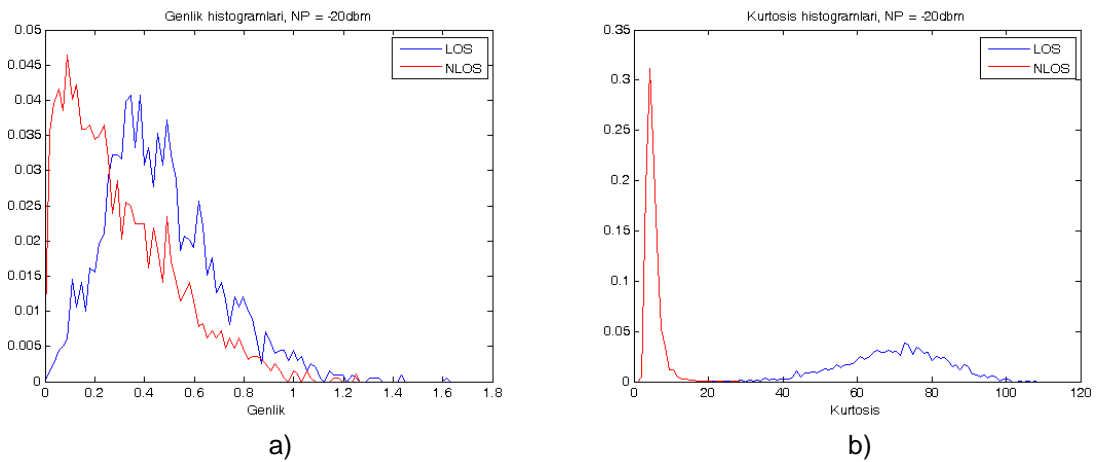 Genlik histogramlari, NP = -20dbm
0.05
0.045
0.04
0.035
0.03
0.025
0.02
0.015
0.01
0.005
0
LOS
NLOS
0 0.2 0.4 0.6 0.8 1 1.2 1.4 1.6 1.8
Genlik
a)
Kurtosis histogramlari, NP = -20dbm
0.35
0.3
0.25
0.2
0.15
0.1
0.05
0
LOS
NLOS
0 20 40 60 80 100 120
Kurtosis
b)